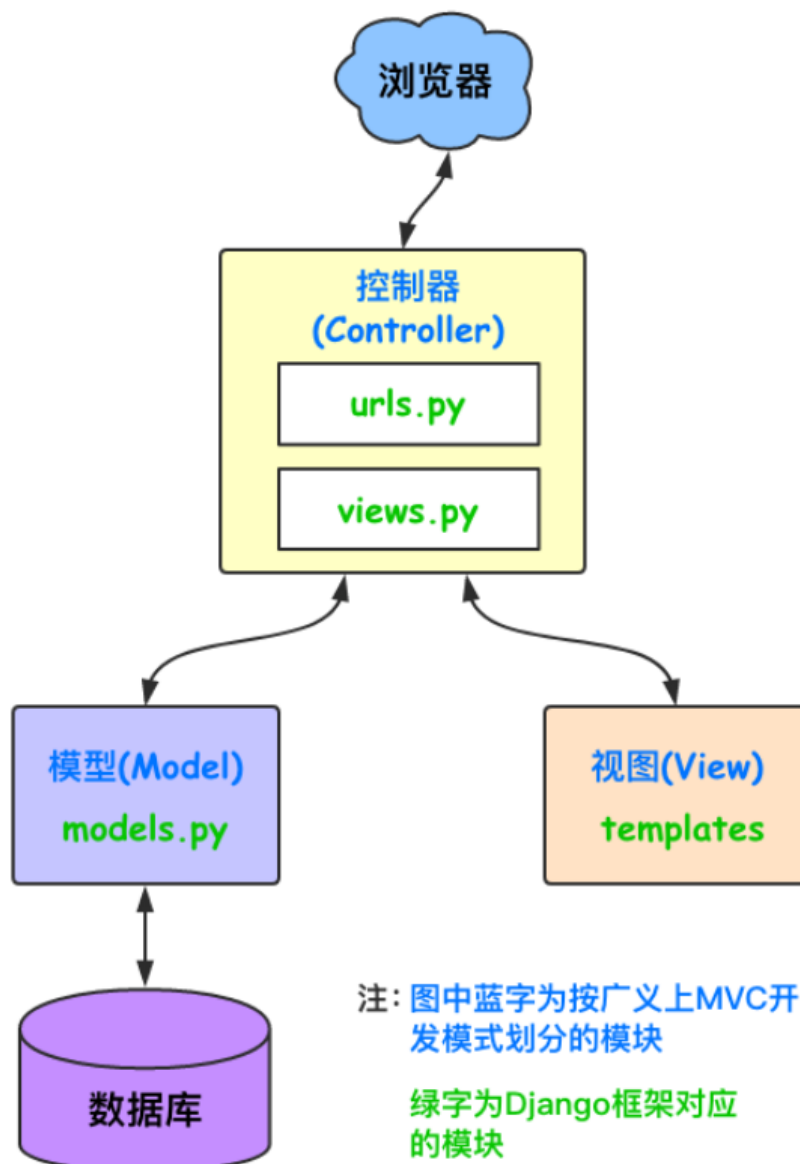 浏览器
控制器
(Controller)
urls.py
views.py
模型(Model)
models.py
视图(View)
templates
数据库
注: 图中蓝字为按广义上MVC开
发模式划分的模块
绿字为Django框架对应
的模块